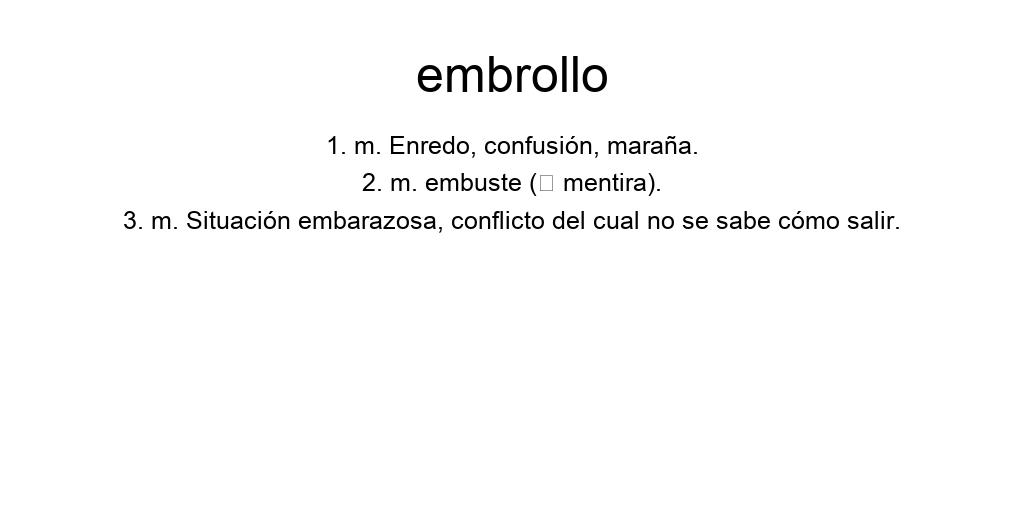 embrollo
1. m. Enredo, confusión, maraña.
2. m. embuste (□ mentira).
3. m. Situación embarazosa, conflicto del cual no se sabe cómo salir.